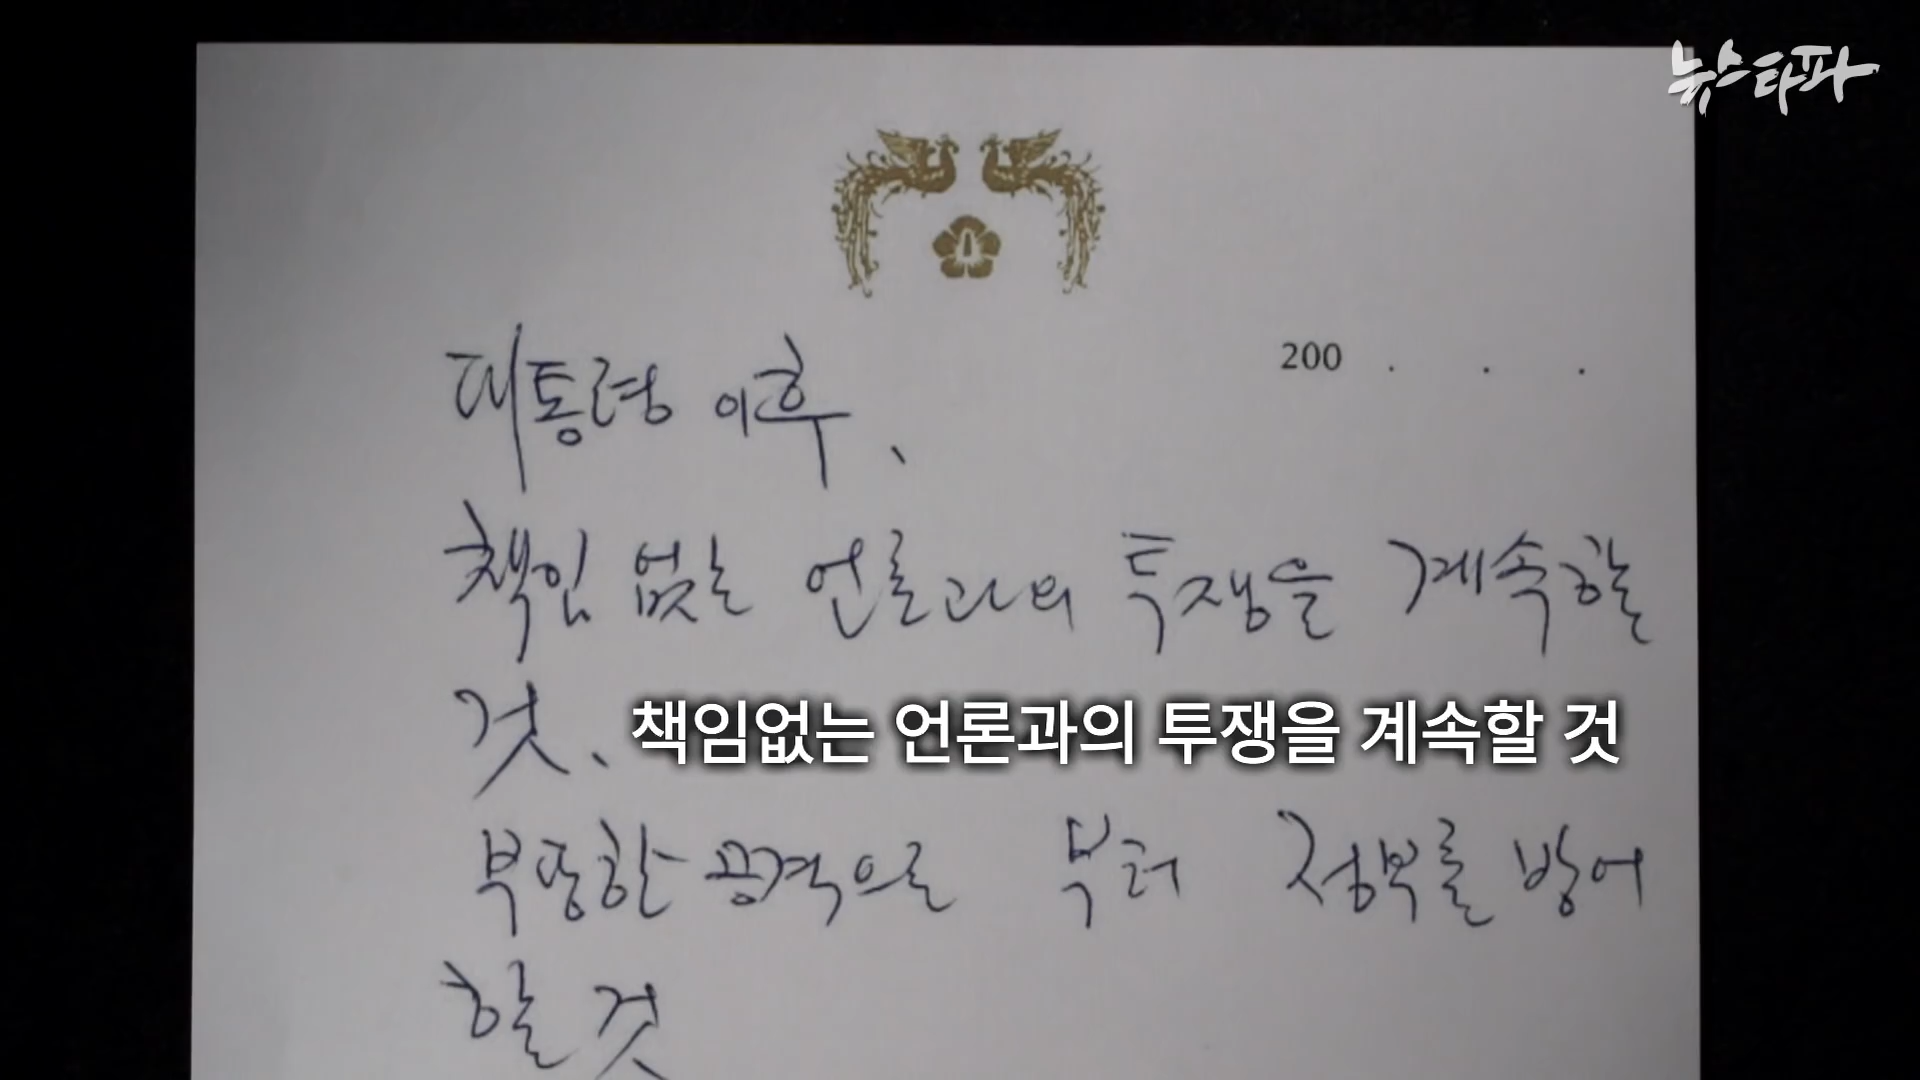 뉴스타파
200 . . .
대통령 이후、
책임 없는 언론과의 투쟁을 계속할
것、
책임없는 언론과의 투쟁을 계속할 것
부당한 공격으로 부터 정부를 방어
할 것